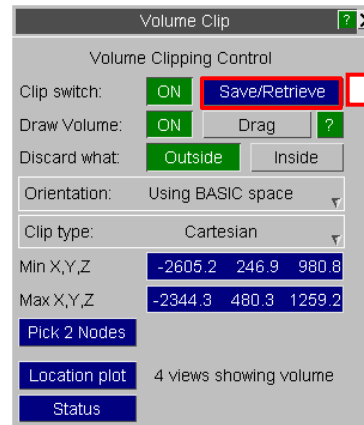 Volume Clip ? X
Volume Clipping Control
Clip switch: ON Save/Retrieve
Draw Volume: ON Drag ?
Discard what: Outside Inside
Orientation: Using BASIC space
Clip type: Cartesian
Min X,Y,Z -2605.2 246.9 980.8
Max X,Y,Z -2344.3 480.3 1259.2
Pick 2 Nodes
Location plot 4 views showing volume
Status